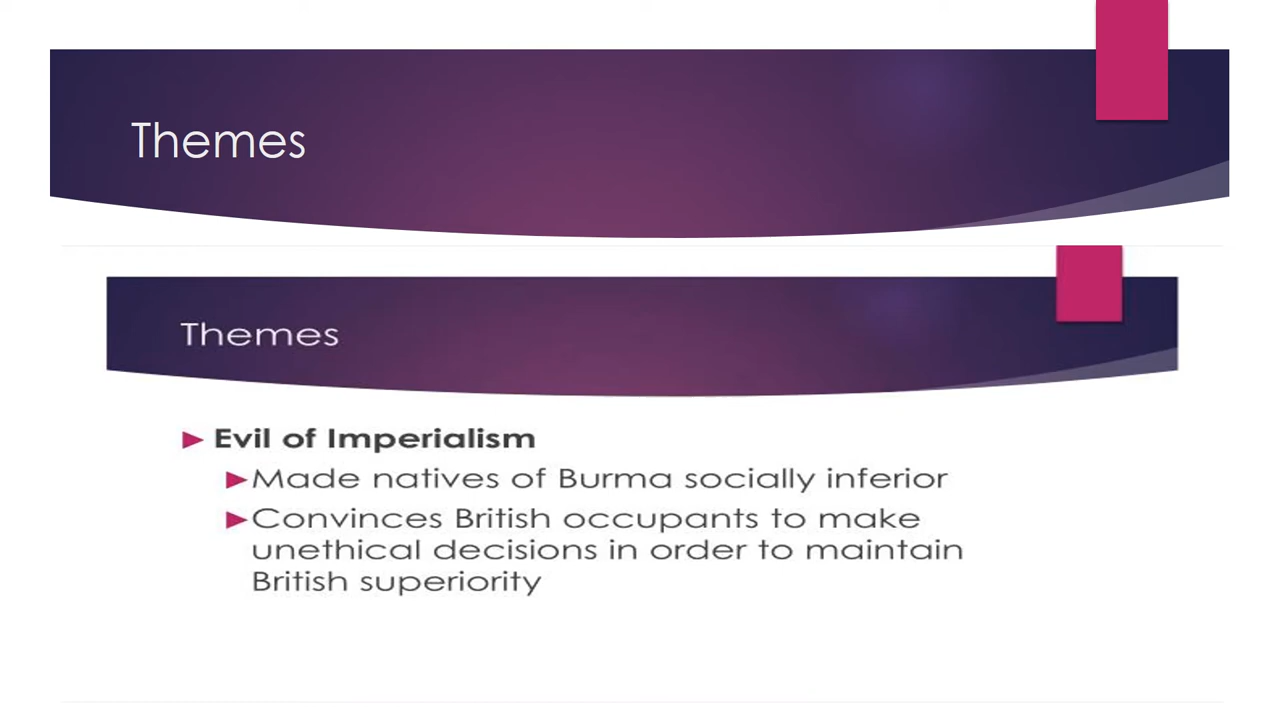 Themes
Themes
► Evil of Imperialism
►Made natives of Burma socially inferior
►Convinces British occupants to make
unethical decisions in order to maintain
British superiority